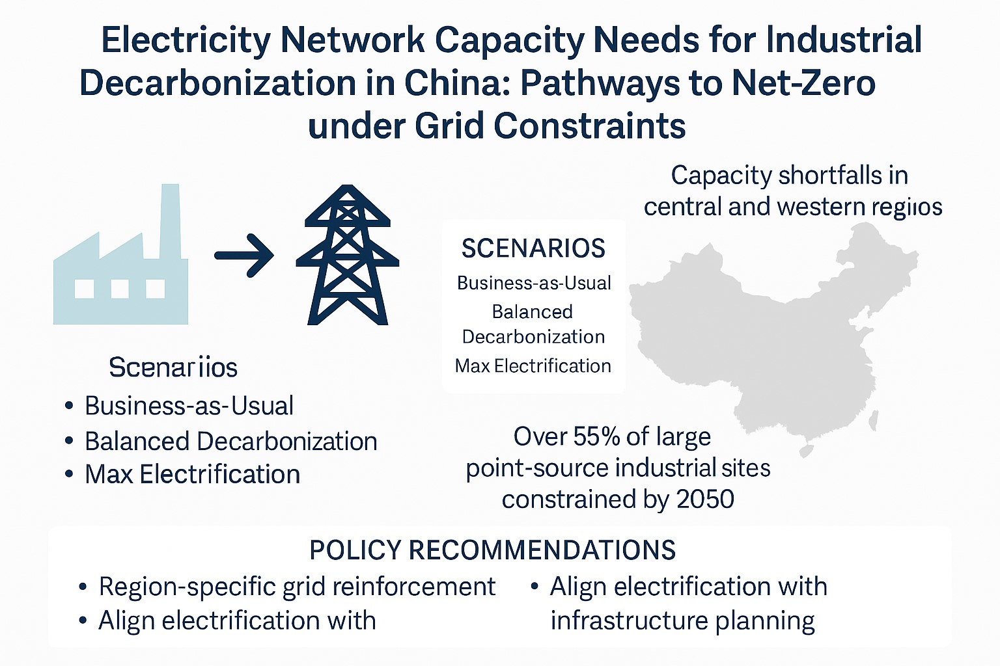 Electricity Network Capacity Needs for Industrial
Decarbonization in China: Pathways to Net-Zero
under Grid Constraints
Capacity shortfalls in
central and western regiıos
SCENARIOS
Business-as-Usual
Balanced
Decarbonization
Max Electrification
Scenariios
• Business-as-Usual
• Balanced Decarbonization
• Max Electrification
Over 55% of large
point-source industrial sites
constrained by 2050
POLICY RECOMMENDATIONS
• Region-specific grid reinforcement
• Align electrification with
• Align electrification with
infrastructure planning